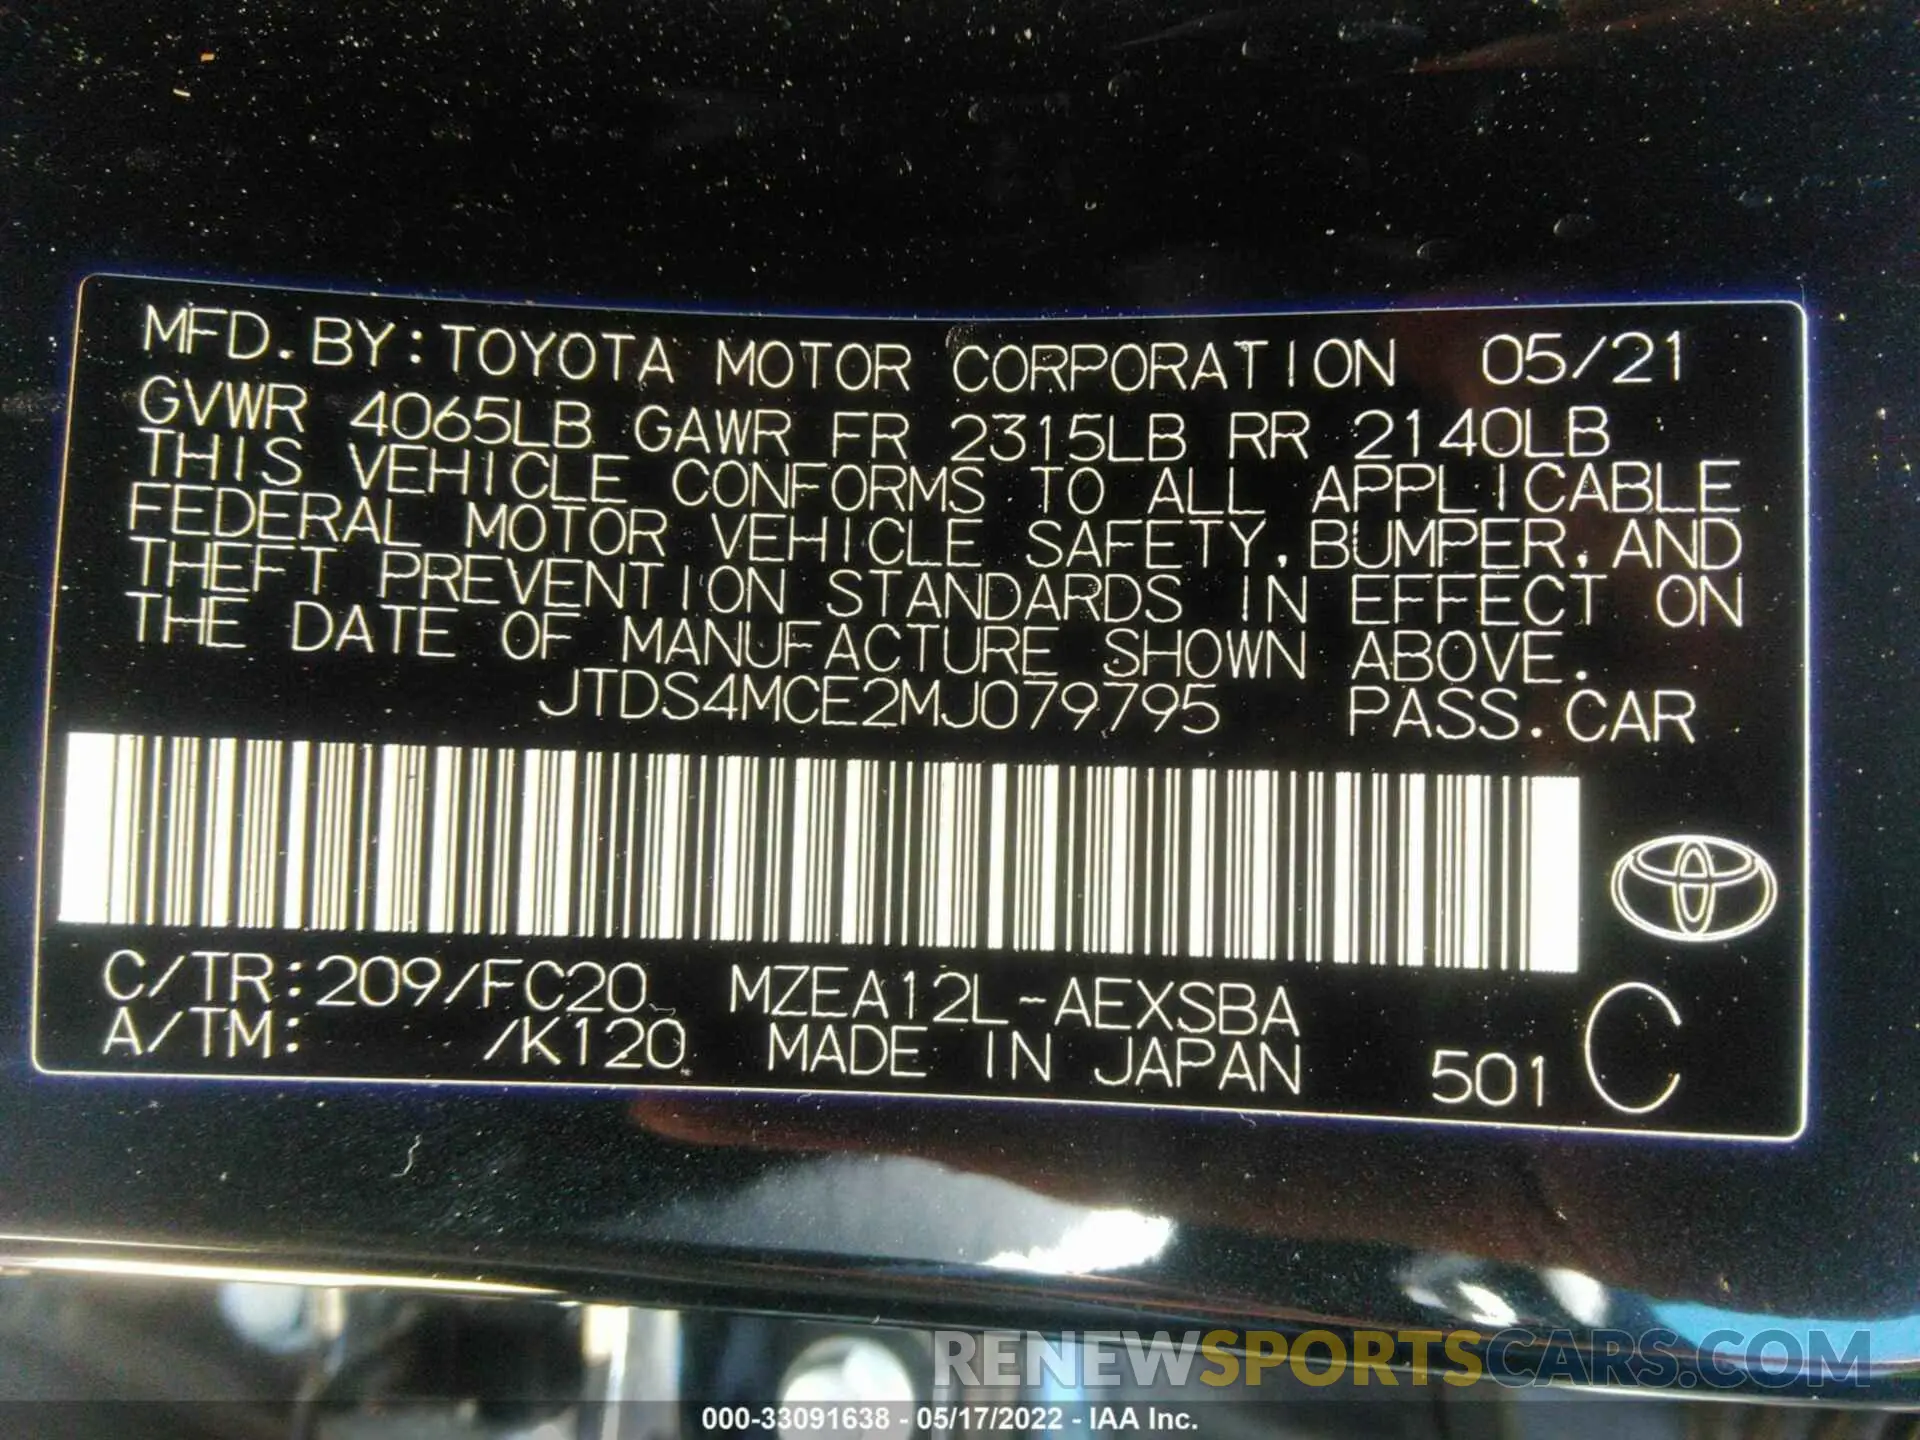 MFD.BY:TOYOTA MOTOR CORPORATION 05/21
GVWR 4065LB GAWR FR 2315LB RR 2140LB
THIS VEHICLE CONFORMS TO ALL APPLICABLE
FEDERAL MOTOR VEHICLE SAFETY,BUMPER,AND
THEFT PREVENTION STANDARDS IN EFFECT ON
THE DATE OF MANUFACTURE SHOWN ABOVE.
JTDS4MCE2MJ079795 PASS.CAR
C/TR:209/FC20 MZEA12L-AEXSBA
A/TM: /K120 MADE IN JAPAN 501 C
RENEWSPORTSCARS.COM
000-33091638 - 05/17/2022 - IAA Inc.